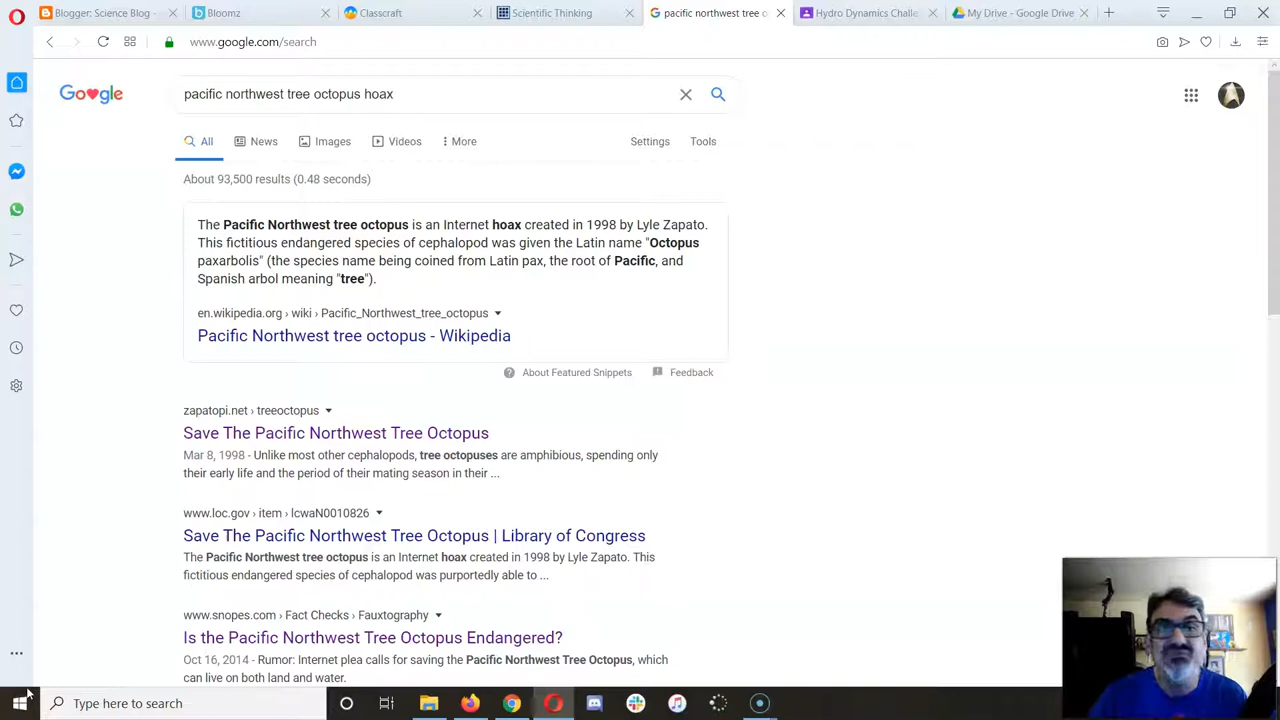 Blogger: Science Blog -
Bloomz
Classcraft
Scientific Thinking
pacific northwest tree o
Hydro Dynamics Challe
My Drive - Google Drive
www.google.com/search
Google
pacific northwest tree octopus hoax
All
News
Images
Videos
More
Settings
Tools
About 93,500 results (0.48 seconds)
The Pacific Northwest tree octopus is an Internet hoax created in 1998 by Lyle Zapato.
This fictitious endangered species of cephalopod was given the Latin name "Octopus
paxarbolis" (the species name being coined from Latin pax, the root of Pacific, and
Spanish arbol meaning "tree").
en.wikipedia.org › wiki › Pacific_Northwest_tree_octopus
Pacific Northwest tree octopus - Wikipedia
About Featured Snippets
Feedback
zapatopi.net › treeoctopus
Save The Pacific Northwest Tree Octopus
Mar 8, 1998 - Unlike most other cephalopods, tree octopuses are amphibious, spending only
their early life and the period of their mating season in their ...
www.loc.gov › item › lcwaN0010826
Save The Pacific Northwest Tree Octopus | Library of Congress
The Pacific Northwest tree octopus is an Internet hoax created in 1998 by Lyle Zapato. This
fictitious endangered species of cephalopod was purportedly able to ...
www.snopes.com › Fact Checks › Fauxtography
Is the Pacific Northwest Tree Octopus Endangered?
Oct 16, 2014 - Rumor: Internet plea calls for saving the Pacific Northwest Tree Octopus, which
can live on both land and water.
Type here to search